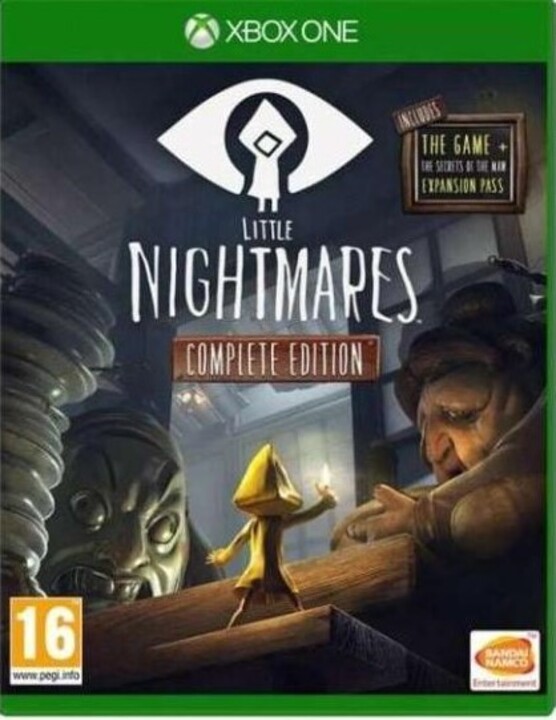 XBOX ONE
INCLUDES
THE GAME +
THE SECRETS OF THE MAW
EXPANSION PASS
LITTLE
NIGHTMARES
COMPLETE EDITION
16
www.pegi.info
BANDAI
NAMCO
Entertainment